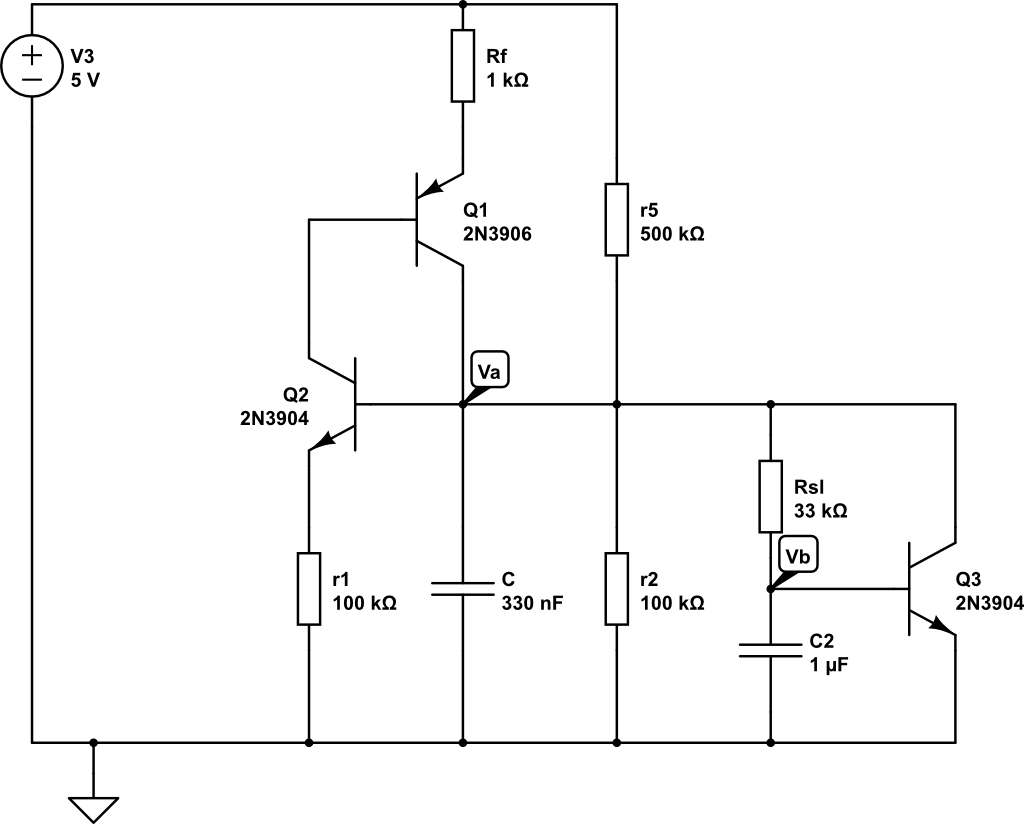 V3
5 V
Rf
1 kΩ
Q1
2N3906
r5
500 kΩ
Va
Q2
2N3904
Rsl
33 kΩ
Vb
r1
100 kΩ
C
330 nF
r2
100 kΩ
Q3
2N3904
C2
1 µF